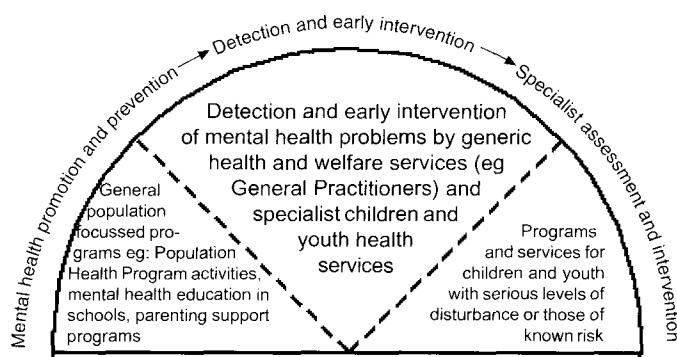 Mental health promotion and prevention
Detection and early intervention
Specialist assessment and intervention
General
population
focussed pro-
grams eg: Population
Health Program activities,
mental health education in
schools, parenting support
programs
Detection and early intervention
of mental health problems by generic
health and welfare services (eg
General Practitioners) and
specialist children and
youth health
services
Programs
and services for
children and youth
with serious levels of
disturbance or those of
known risk